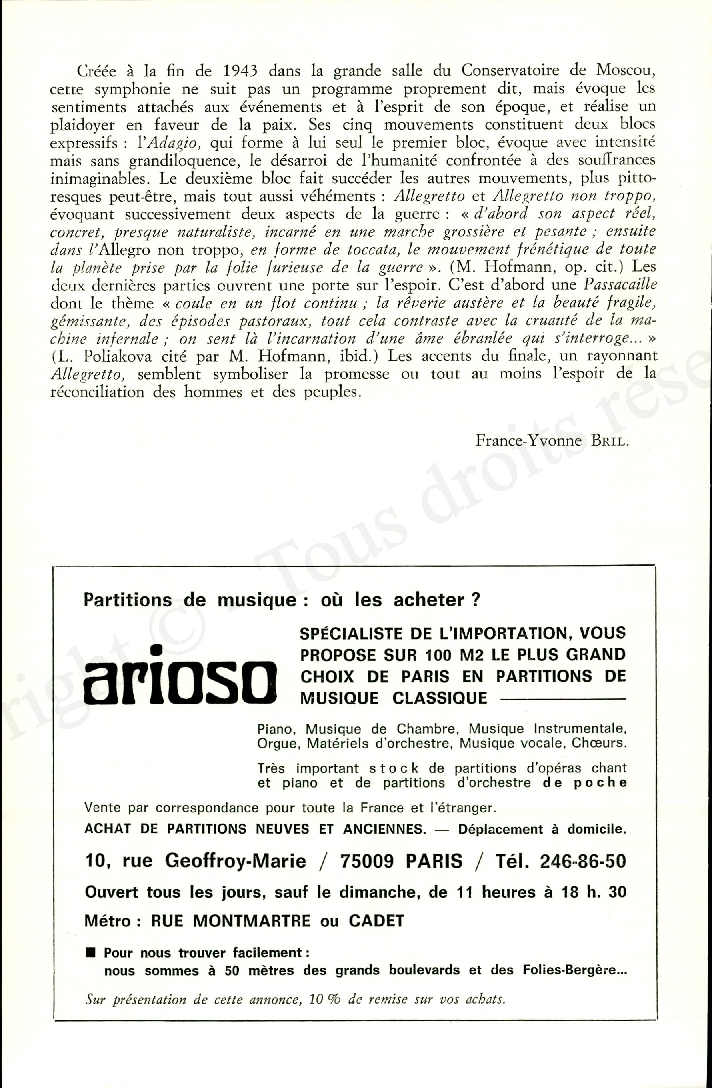 Créée à la fin de 1943 dans la grande salle du Conservatoire de Moscou,
cette symphonie ne suit pas un programme proprement dit, mais évoque les
sentiments attachés aux événements et à l'esprit de son époque, et réalise un
plaidoyer en faveur de la paix. Ses cinq mouvements constituent deux blocs
expressifs : l'Adagio, qui forme à lui seul le premier bloc, évoque avec intensité
mais sans grandiloquence, le désarroi de l'humanité confrontée à des souffrances
inimaginables. Le deuxième bloc fait succéder les autres mouvements, plus pitto-
resques peut-être, mais tout aussi véhéments : Allegretto et Allegretto non troppo,
évoquant successivement deux aspects de la guerre : « d'abord son aspect réel,
concret, presque naturaliste, incarné en une marche grossière et pesante ; ensuite
dans l'Allegro non troppo, en forme de toccata, le mouvement frénétique de toute
la planète prise par la folie furieuse de la guerre ». (M. Hofmann, op. cit.) Les
deux dernières parties ouvrent une porte sur l'espoir. C'est d'abord une Passacaille
dont le thème « coule en un flot continu ; la rêverie austère et la beauté fragile,
gémissante, des épisodes pastoraux, tout cela contraste avec la cruauté de la ma-
chine infernale ; on sent là l'incarnation d'une âme ébranlée qui s'interroge... »
(L. Poliakova cité par M. Hofmann, ibid.) Les accents du finale, un rayonnant
Allegretto, semblent symboliser la promesse ou tout au moins l'espoir de la
réconciliation des hommes et des peuples.
France-Yvonne BRIL.
right © - Tous droits rese
Partitions de musique : où les acheter ?
arioso
SPÉCIALISTE DE L'IMPORTATION, VOUS
PROPOSE SUR 100 M2 LE PLUS GRAND
CHOIX DE PARIS EN PARTITIONS DE
MUSIQUE CLASSIQUE
Piano, Musique de Chambre, Musique Instrumentale,
Orgue, Matériels d'orchestre, Musique vocale, Chœurs.
Très important stock de partitions d'opéras chant
et piano et de partitions d'orchestre de poche
Vente par correspondance pour toute la France et l'étranger.
ACHAT DE PARTITIONS NEUVES ET ANCIENNES. — Déplacement à domicile.
10, rue Geoffroy-Marie / 75009 PARIS / Tél. 246-86-50
Ouvert tous les jours, sauf le dimanche, de 11 heures à 18 h. 30
Métro : RUE MONTMARTRE ou CADET
■ Pour nous trouver facilement :
nous sommes à 50 mètres des grands boulevards et des Folies-Bergère...
Sur présentation de cette annonce, 10 % de remise sur vos achats.